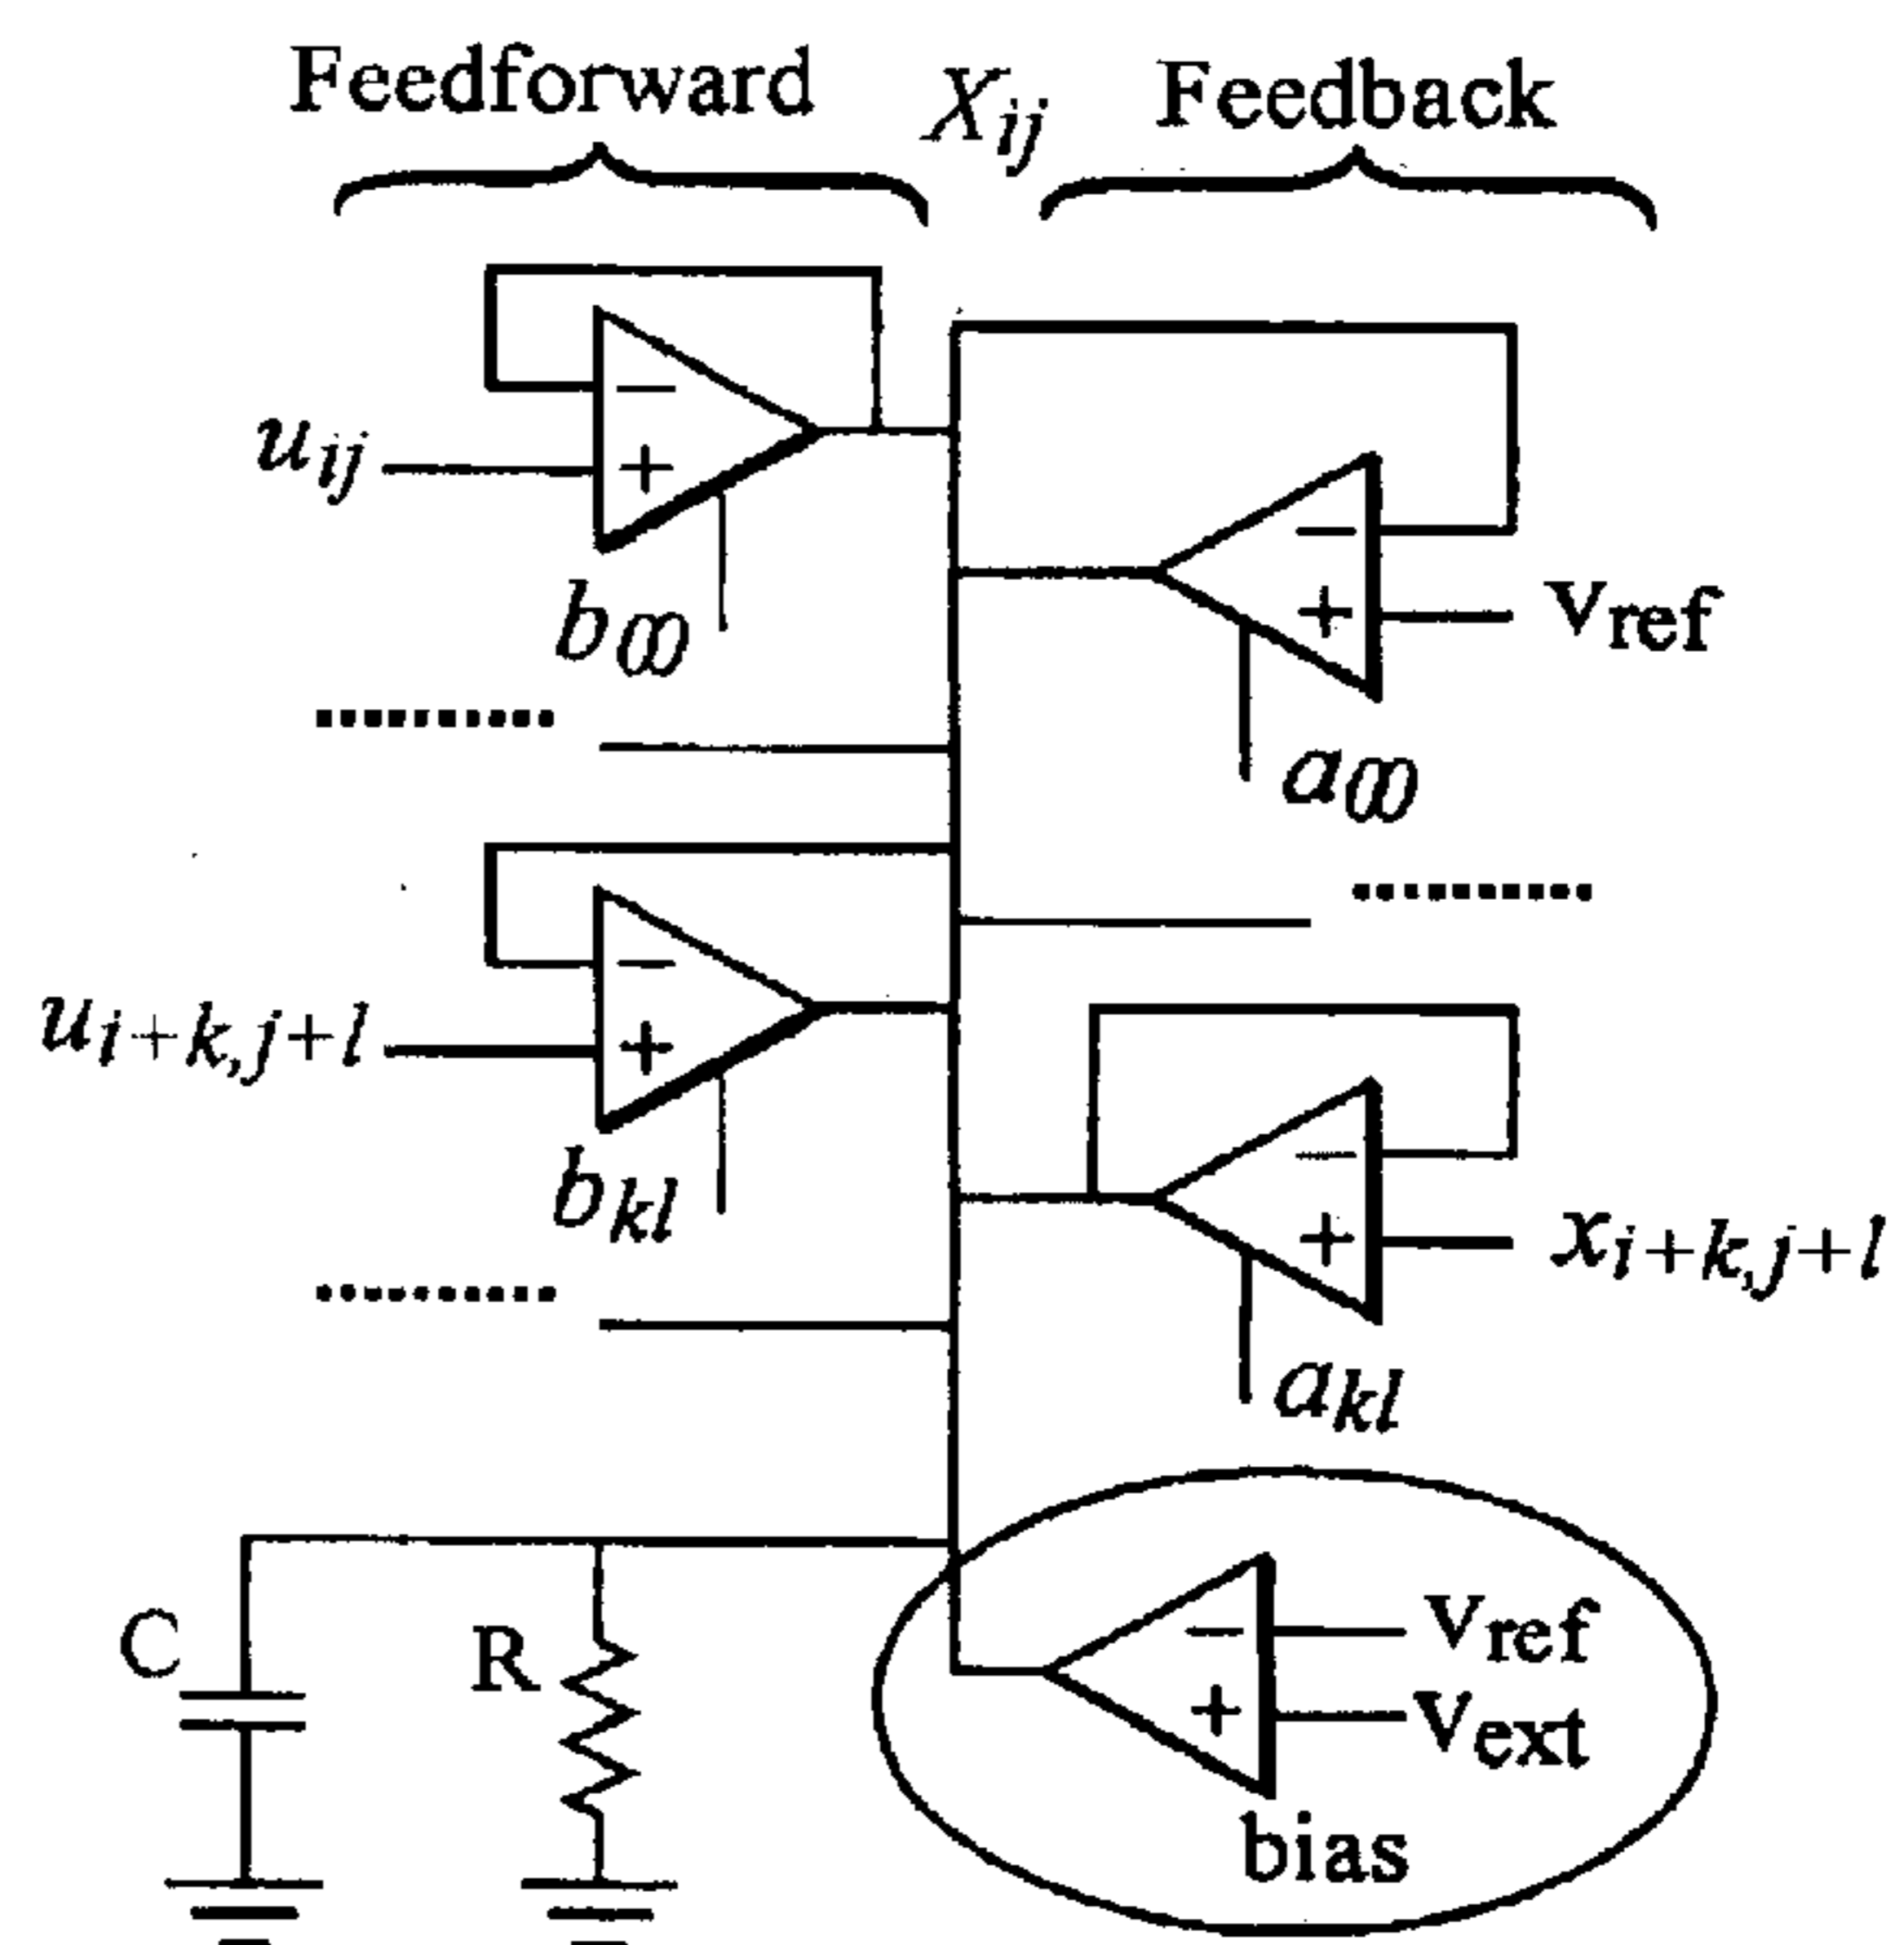 Feedforward
X_ij
Feedback
−
+
u_ij
b_00
−
+
v_ref
a_00
−
+
u_i+k,j+l
b_kl
−
+
x_i+k,j+l
a_kl
C
R
−
+
v_ref
v_ext
bias